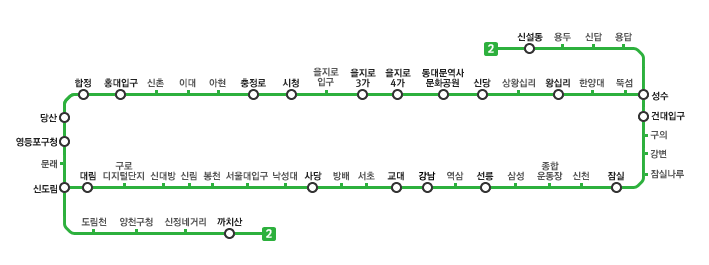 2
신설동 용두 신답 용답
합정 홍대입구 신촌 이대 아현 충정로 시청 을지로
입구 을지로
3가 을지로
4가 동대문역사
문화공원 신당 상왕십리 왕십리 한양대 뚝섬
성수
당산
건대입구
영등포구청
구의
강변
문래
잠실나루
신도림
대림 구로
디지털단지 신대방 신림 봉천 서울대입구 낙성대 사당 방배 서초 교대 강남 역삼 선릉 삼성 종합
운동장 신천 잠실
도림천 양천구청 신정네거리 까치산
2